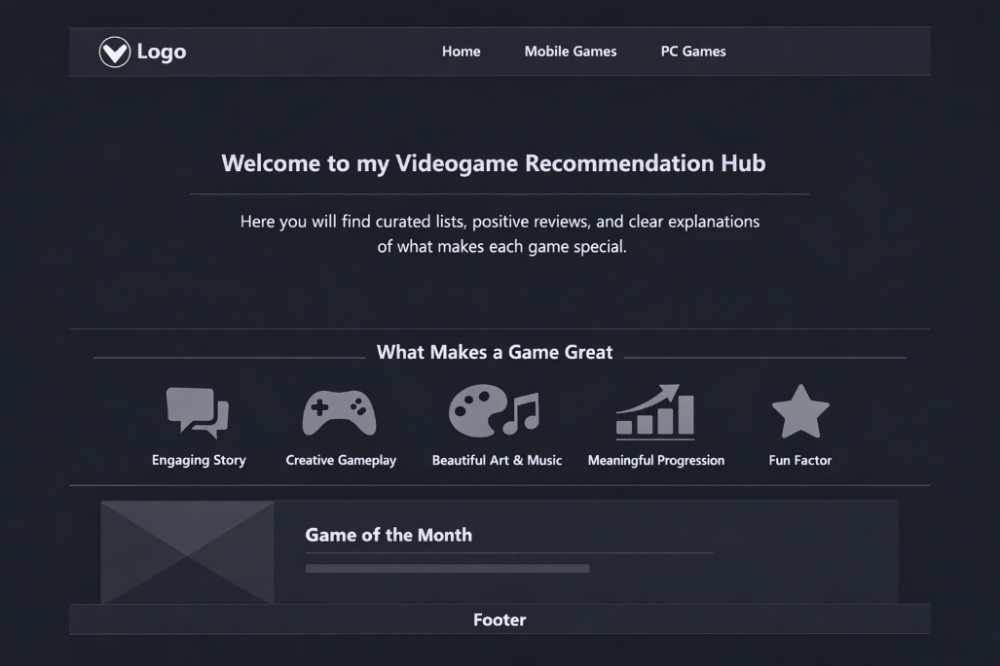 Logo
Home
Mobile Games
PC Games
Welcome to my Videogame Recommendation Hub
Here you will find curated lists, positive reviews, and clear explanations
of what makes each game special.
What Makes a Game Great
Engaging Story
Creative Gameplay
Beautiful Art & Music
Meaningful Progression
Fun Factor
Game of the Month
Footer